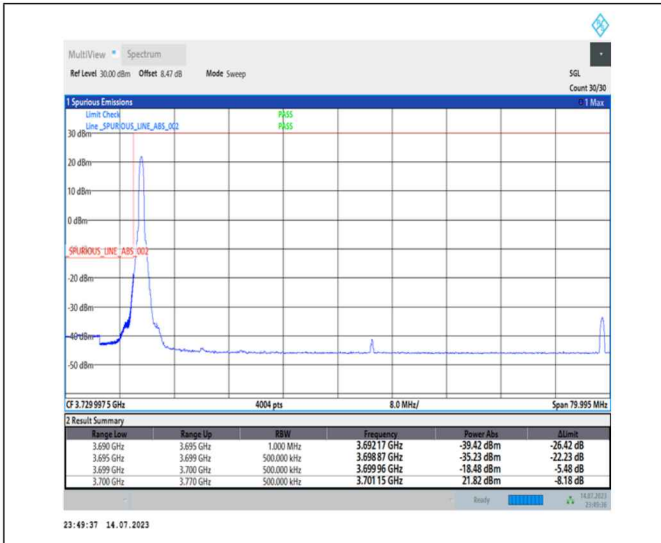 MultiView Spectrum
Ref Level 30.00 dBm Offset 8.47 dB Mode Sweep SGL
Count 30/30
1 Spurious Emissions 1 Max
Limit Check PASS
Line _SPURIOUS_LINE_ABS_002 PASS
30 dBm
20 dBm
10 dBm
0 dBm
_SPURIOUS_LINE_ABS_002
-20 dBm
-30 dBm
-40 dBm
-50 dBm
CF 3.729 997 5 GHz 4004 pts 8.0 MHz/ Span 79.995 MHz
2 Result Summary
Range Low Range Up RBW Frequency Power Abs ΔLimit
3.690 GHz 3.695 GHz 1.000 MHz 3.692 17 GHz -39.42 dBm -26.42 dB
3.695 GHz 3.699 GHz 500.000 kHz 3.698 87 GHz -35.23 dBm -22.23 dB
3.699 GHz 3.700 GHz 500.000 kHz 3.699 96 GHz -18.48 dBm -5.48 dB
3.700 GHz 3.770 GHz 500.000 kHz 3.701 15 GHz 21.82 dBm -8.18 dB
Ready 14.07.2023
23:49:38 14.07.2023